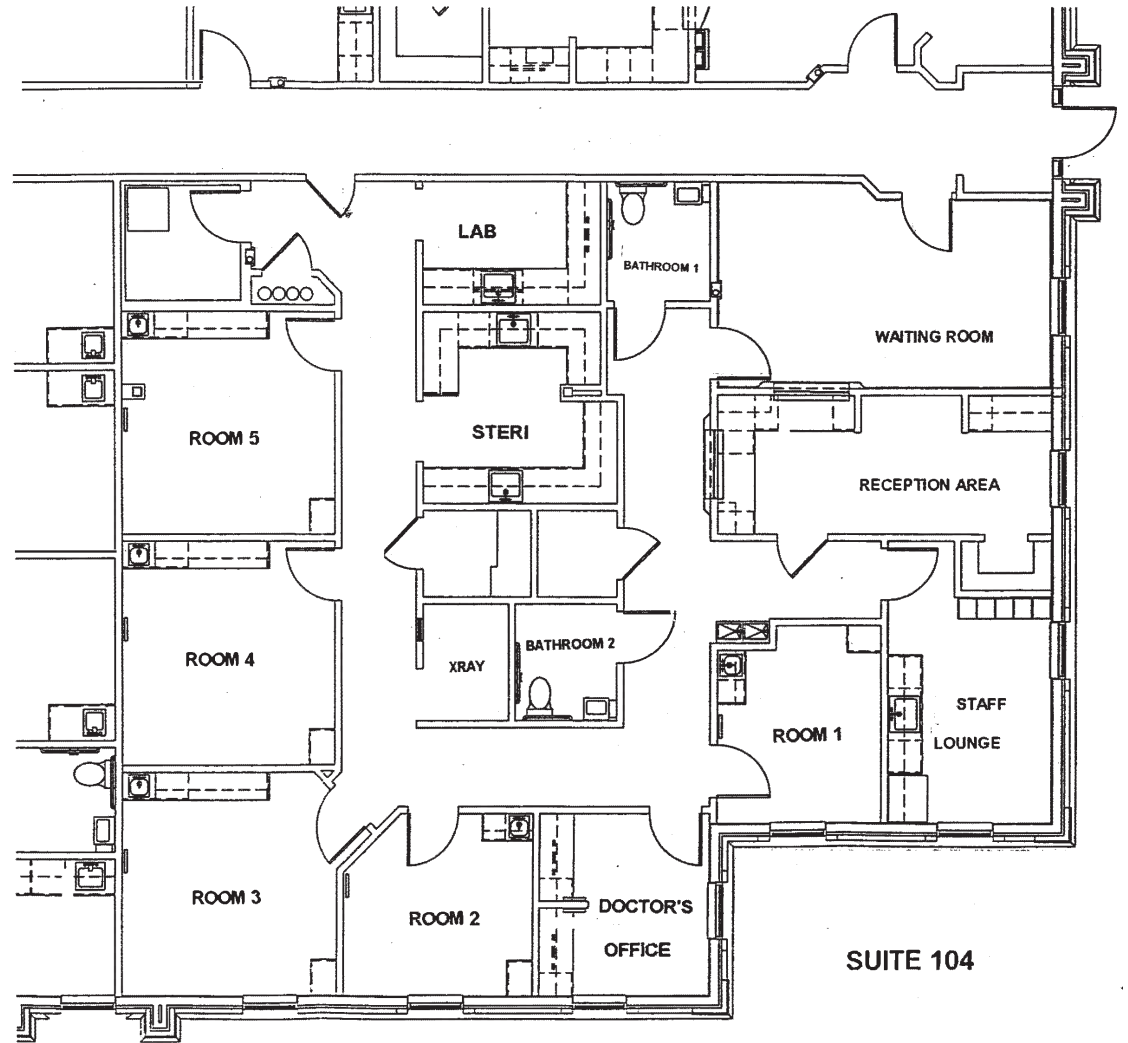 LAB
BATHROOM 1
WAITING ROOM
ROOM 5
STERI
RECEPTION AREA
ROOM 4
XRAY
BATHROOM 2
STAFF
LOUNGE
ROOM 1
ROOM 3
ROOM 2
DOCTOR'S
OFFICE
SUITE 104